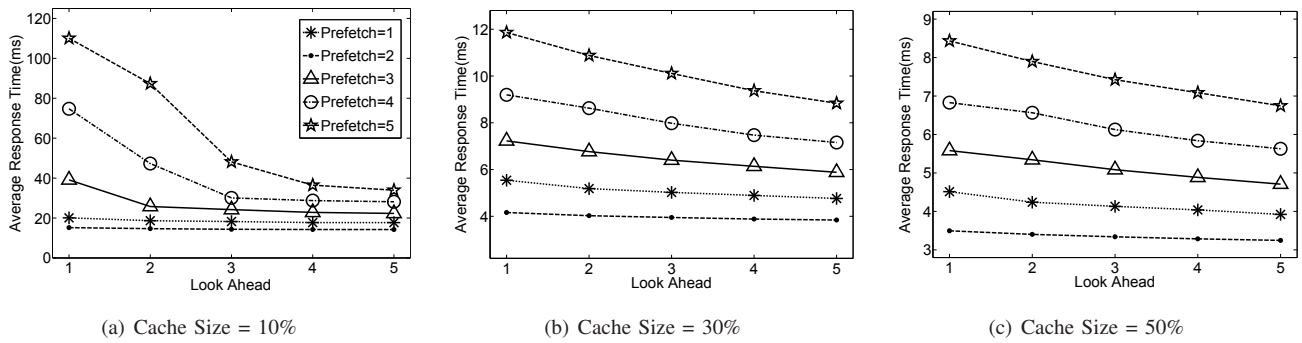 120
100
80
60
40
20
0
Average Response Time(ms)
1 2 3 4 5
Look Ahead
Prefetch=1
Prefetch=2
Prefetch=3
Prefetch=4
Prefetch=5
(a) Cache Size = 10%
12
10
8
6
4
Average Response Time(ms)
1 2 3 4 5
Look Ahead
(b) Cache Size = 30%
9
8
7
6
5
4
3
Average Response Time(ms)
1 2 3 4 5
Look Ahead
(c) Cache Size = 50%